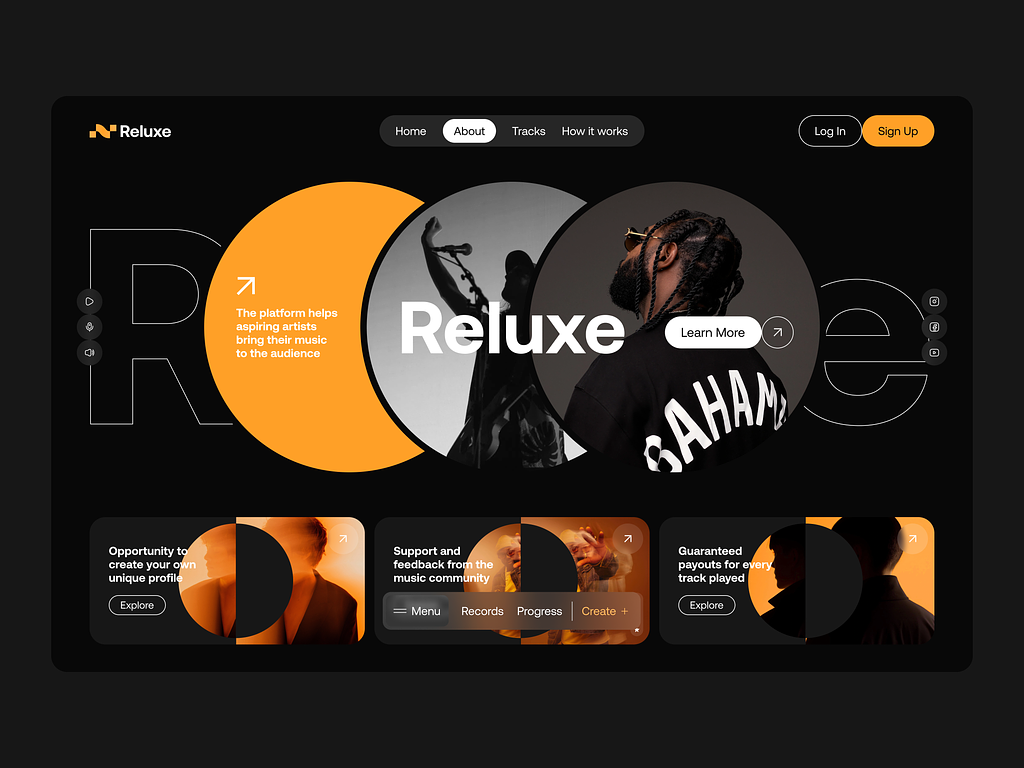 Reluxe
Home
About
Tracks
How it works
Log In
Sign Up
R
e
The platform helps
aspiring artists
bring their music
to the audience
Reluxe
Learn More
BAHAM
Opportunity to
create your own
unique profile
Explore
Support and
feedback from the
music community
Guaranteed
payouts for every
track played
Explore
Menu
Records
Progress
Create +